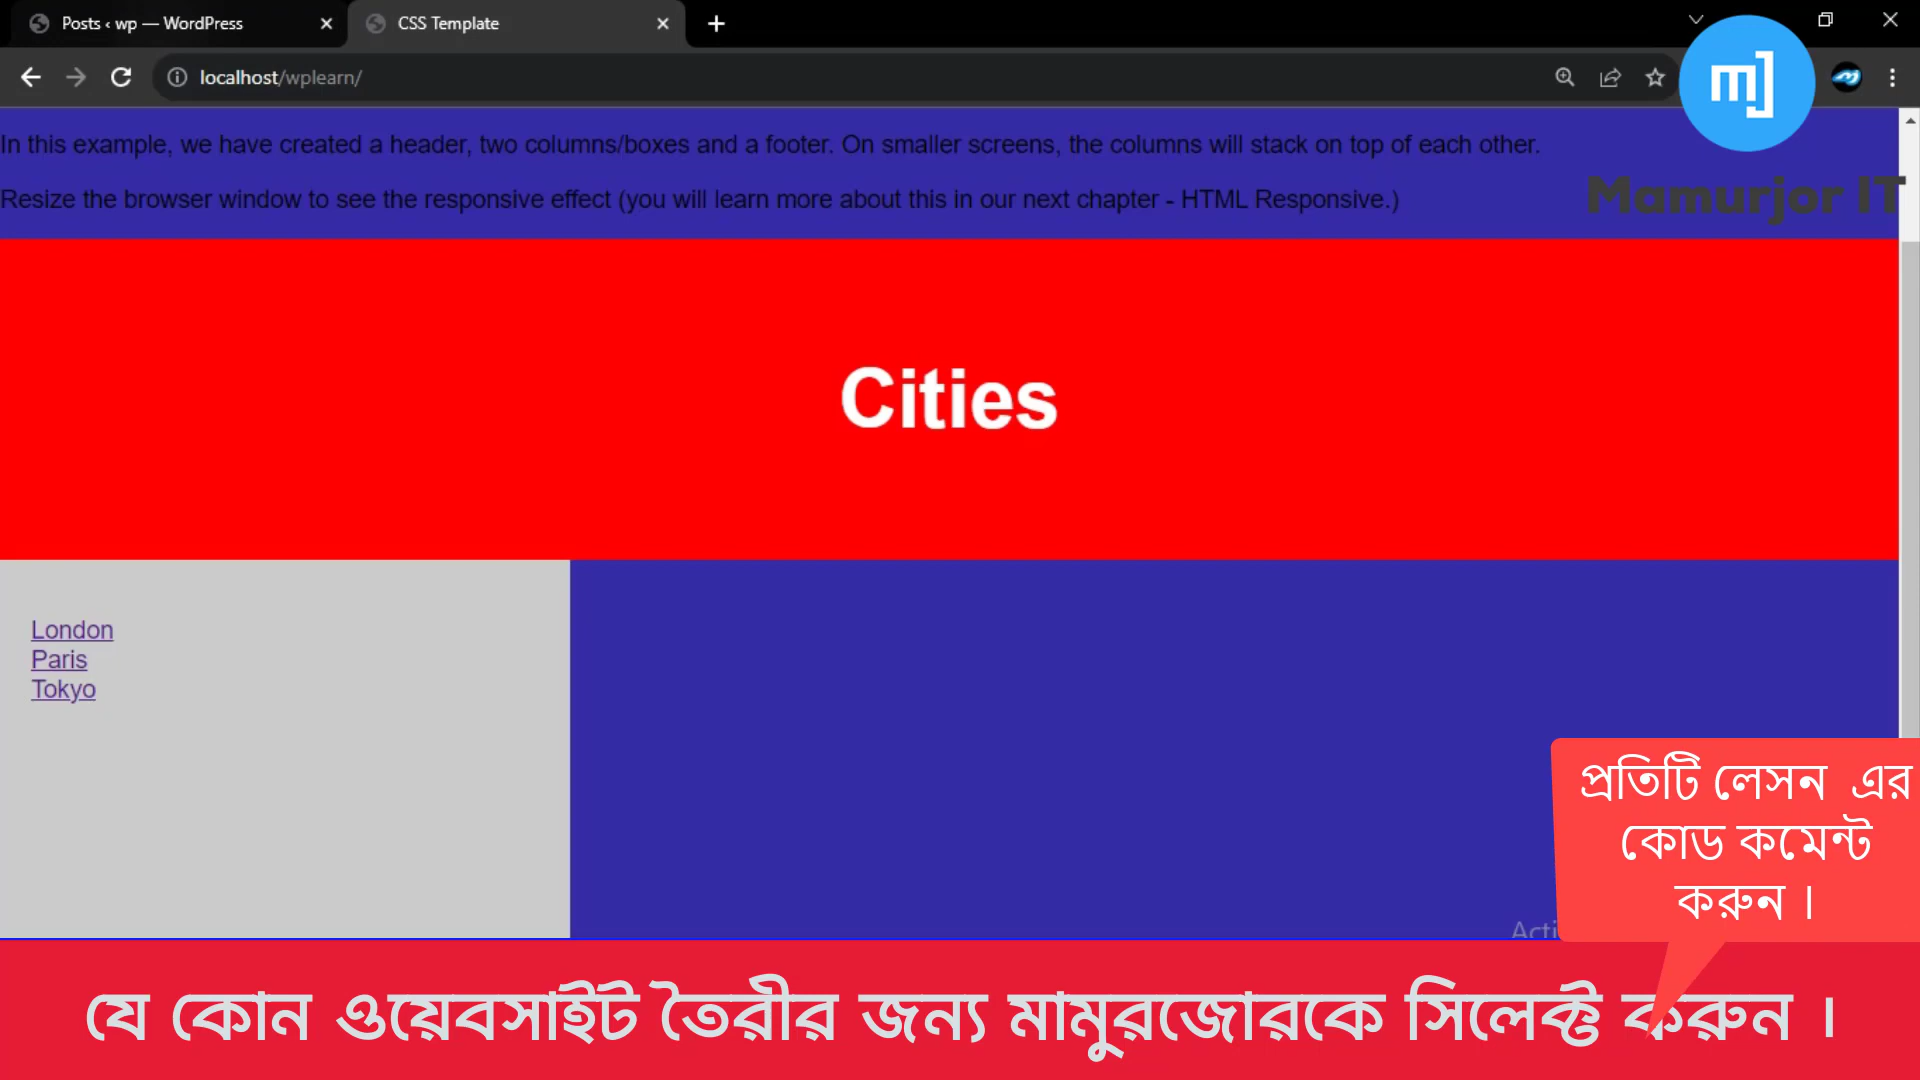 Posts ‹ wp — WordPress
CSS Template
localhost/wplearn/
mj
In this example, we have created a header, two columns/boxes and a footer. On smaller screens, the columns will stack on top of each other.
Mamurjor IT
Resize the browser window to see the responsive effect (you will learn more about this in our next chapter - HTML Responsive.)
Cities
London
Paris
Tokyo
প্রতিটি লেসন এর
কোড কমেন্ট
করুন ।
যে কোন ওয়েবসাইট তৈরীর জন্য মামুরজোরকে সিলেক্ট করুন ।